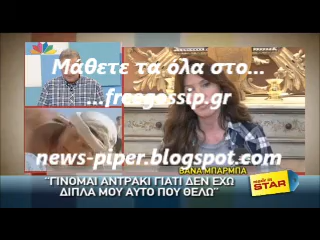 Μάθετε τα όλα στο...
...freegossip.gr
news-piper.blogspot.com
ΒΑΝΑ ΜΠΑΡΜΠΑ
"ΓΙΝΟΜΑΙ ΑΝΤΡΑΚΙ ΓΙΑΤΙ ΔΕΝ ΕΧΩ
ΔΙΠΛΑ ΜΟΥ ΑΥΤΟ ΠΟΥ ΘΕΛΩ"
made in
STAR